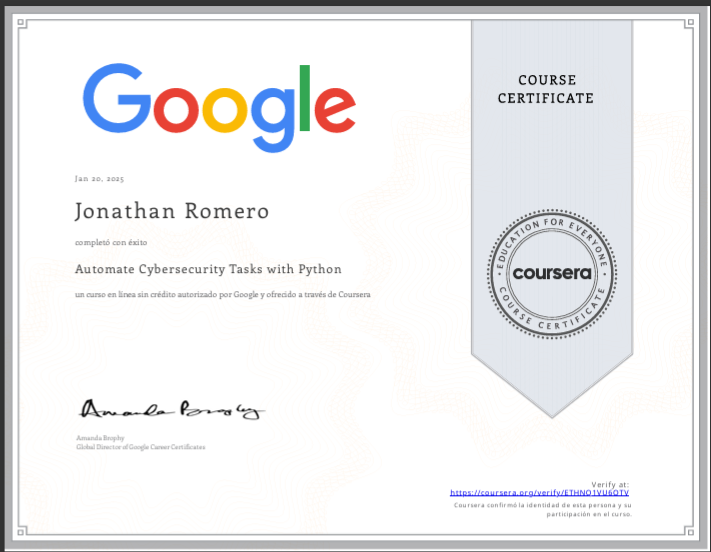 Google
COURSE
CERTIFICATE
Jan 20, 2025
Jonathan Romero
completó con éxito
Automate Cybersecurity Tasks with Python
un curso en línea sin crédito autorizado por Google y ofrecido a través de Coursera
EDUCATION FOR EVERYONE
coursera
COURSE CERTIFICATE
Amanda Brophy
Amanda Brophy
Global Director of Google Career Certificates
Verify at:
https://coursera.org/verify/ETHNO1VU6QTV
Coursera confirmó la identidad de esta persona y su
participación en el curso.